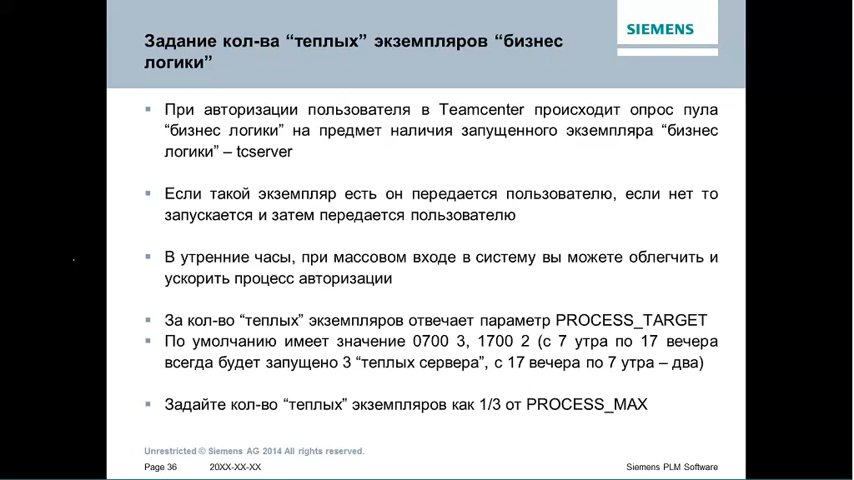 Задание кол-ва “теплых” экземпляров “бизнес
логики”
SIEMENS
При авторизации пользователя в Teamcenter происходит опрос пула
“бизнес логики” на предмет наличия запущенного экземпляра “бизнес
логики” – tcserver
Если такой экземпляр есть он передается пользователю, если нет то
запускается и затем передается пользователю
В утренние часы, при массовом входе в систему вы можете облегчить и
ускорить процесс авторизации
За кол-во “теплых” экземпляров отвечает параметр PROCESS_TARGET
По умолчанию имеет значение 0700 3, 1700 2 (с 7 утра по 17 вечера
всегда будет запущено 3 “теплых сервера”, с 17 вечера по 7 утра – два)
Задайте кол-во “теплых” экземпляров как 1/3 от PROCESS_MAX
Unrestricted © Siemens AG 2014 All rights reserved.
Page 36 20XX-XX-XX Siemens PLM Software